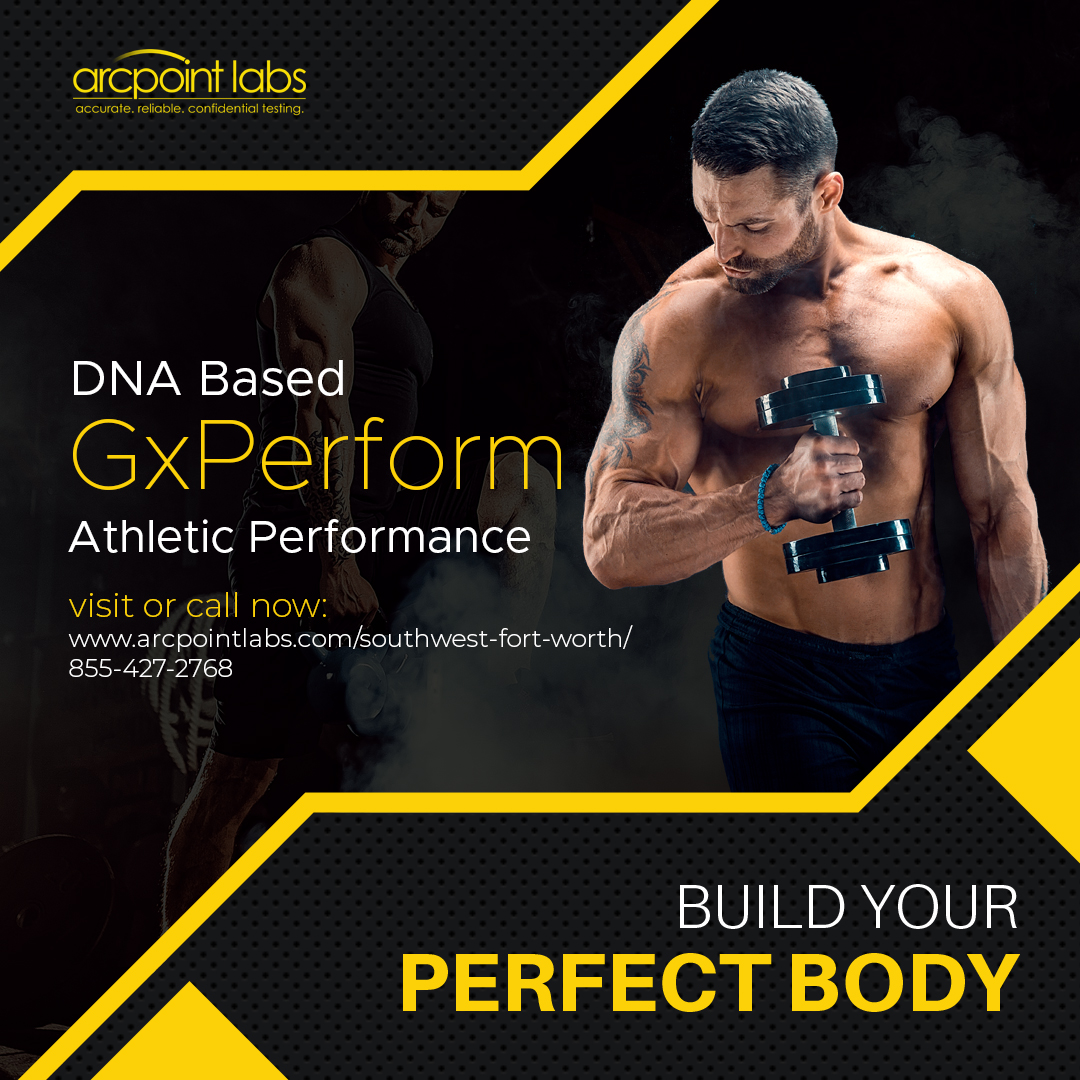 arcpoint labs
accurate. reliable. confidential testing.
DNA Based
GxPerform
Athletic Performance
visit or call now:
www.arcpointlabs.com/southwest-fort-worth/
855-427-2768
BUILD YOUR
PERFECT BODY